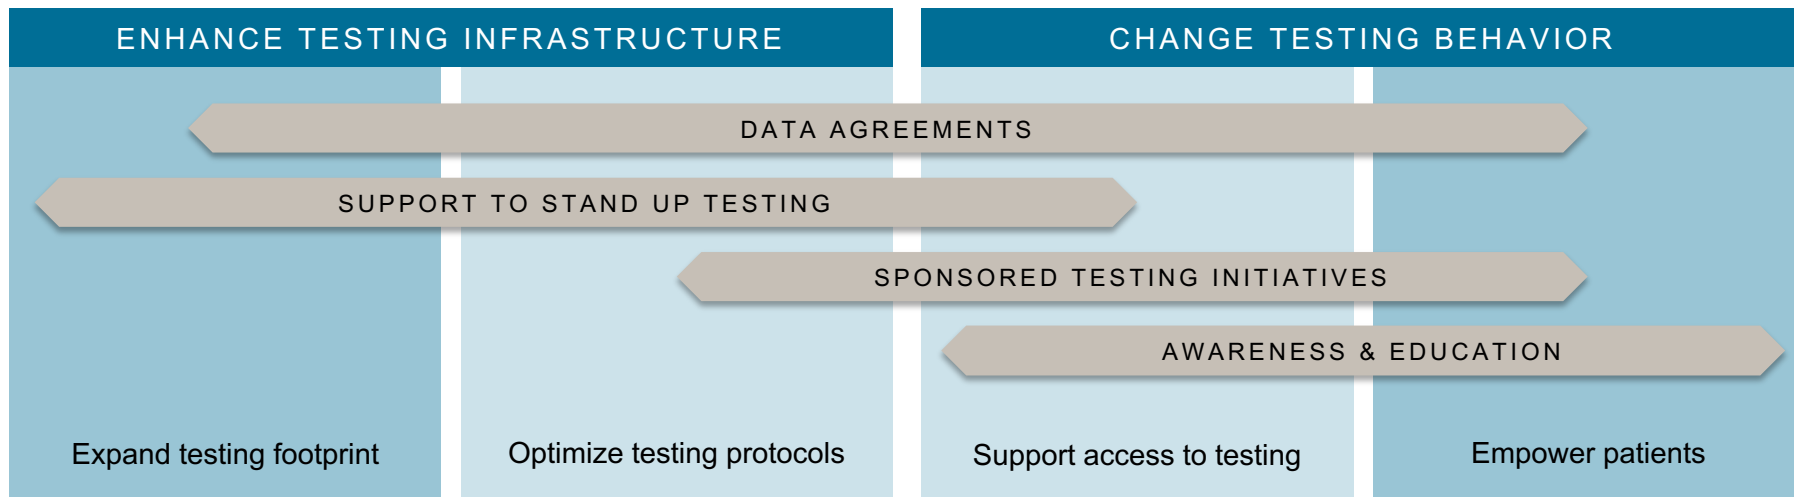 ENHANCE TESTING INFRASTRUCTURE
CHANGE TESTING BEHAVIOR
DATA AGREEMENTS
SUPPORT TO STAND UP TESTING
SPONSORED TESTING INITIATIVES
AWARENESS & EDUCATION
Expand testing footprint
Optimize testing protocols
Support access to testing
Empower patients